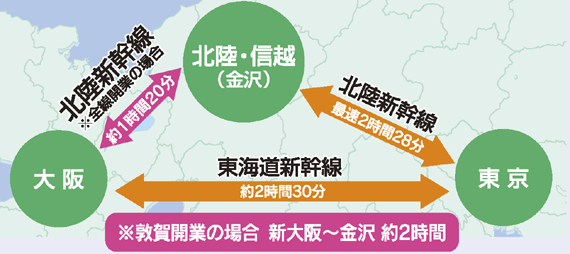 北陸新幹線
※全線開業の場合
約1時間20分
北陸・信越
(金沢)
北陸新幹線
最速2時間28分
大阪
東海道新幹線
約2時間30分
東京
※敦賀開業の場合 新大阪～金沢 約2時間